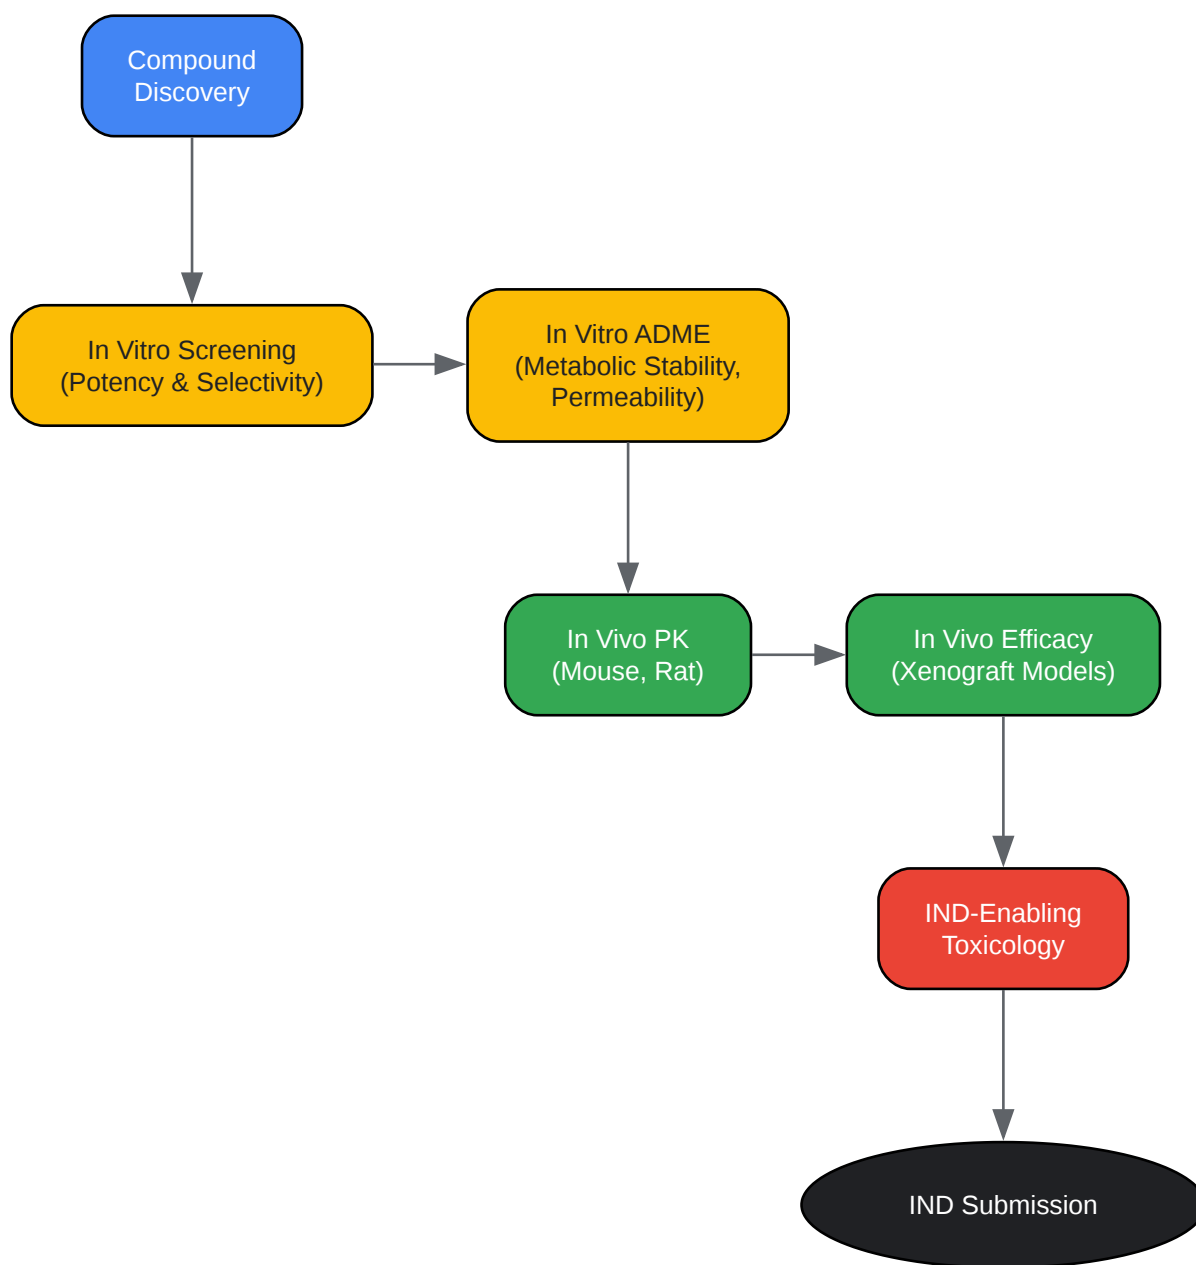 Compound
Discovery
In Vitro Screening
(Potency & Selectivity)
In Vitro ADME
(Metabolic Stability,
Permeability)
In Vivo PK
(Mouse, Rat)
In Vivo Efficacy
(Xenograft Models)
IND-Enabling
Toxicology
IND Submission